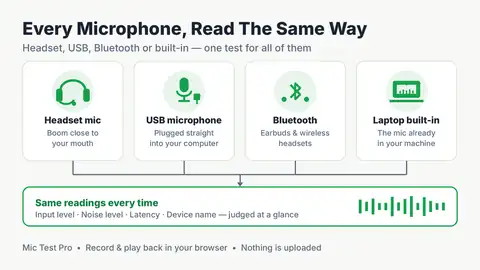 Every Microphone, Read The Same Way
Headset, USB, Bluetooth or built-in — one test for all of them
Headset mic
Boom close to
your mouth
USB microphone
Plugged straight
into your computer
Bluetooth
Earbuds & wireless
headsets
Laptop built-in
The mic already
in your machine
Same readings every time
Input level · Noise level · Latency · Device name — judged at a glance
Mic Test Pro • Record & play back in your browser • Nothing is uploaded